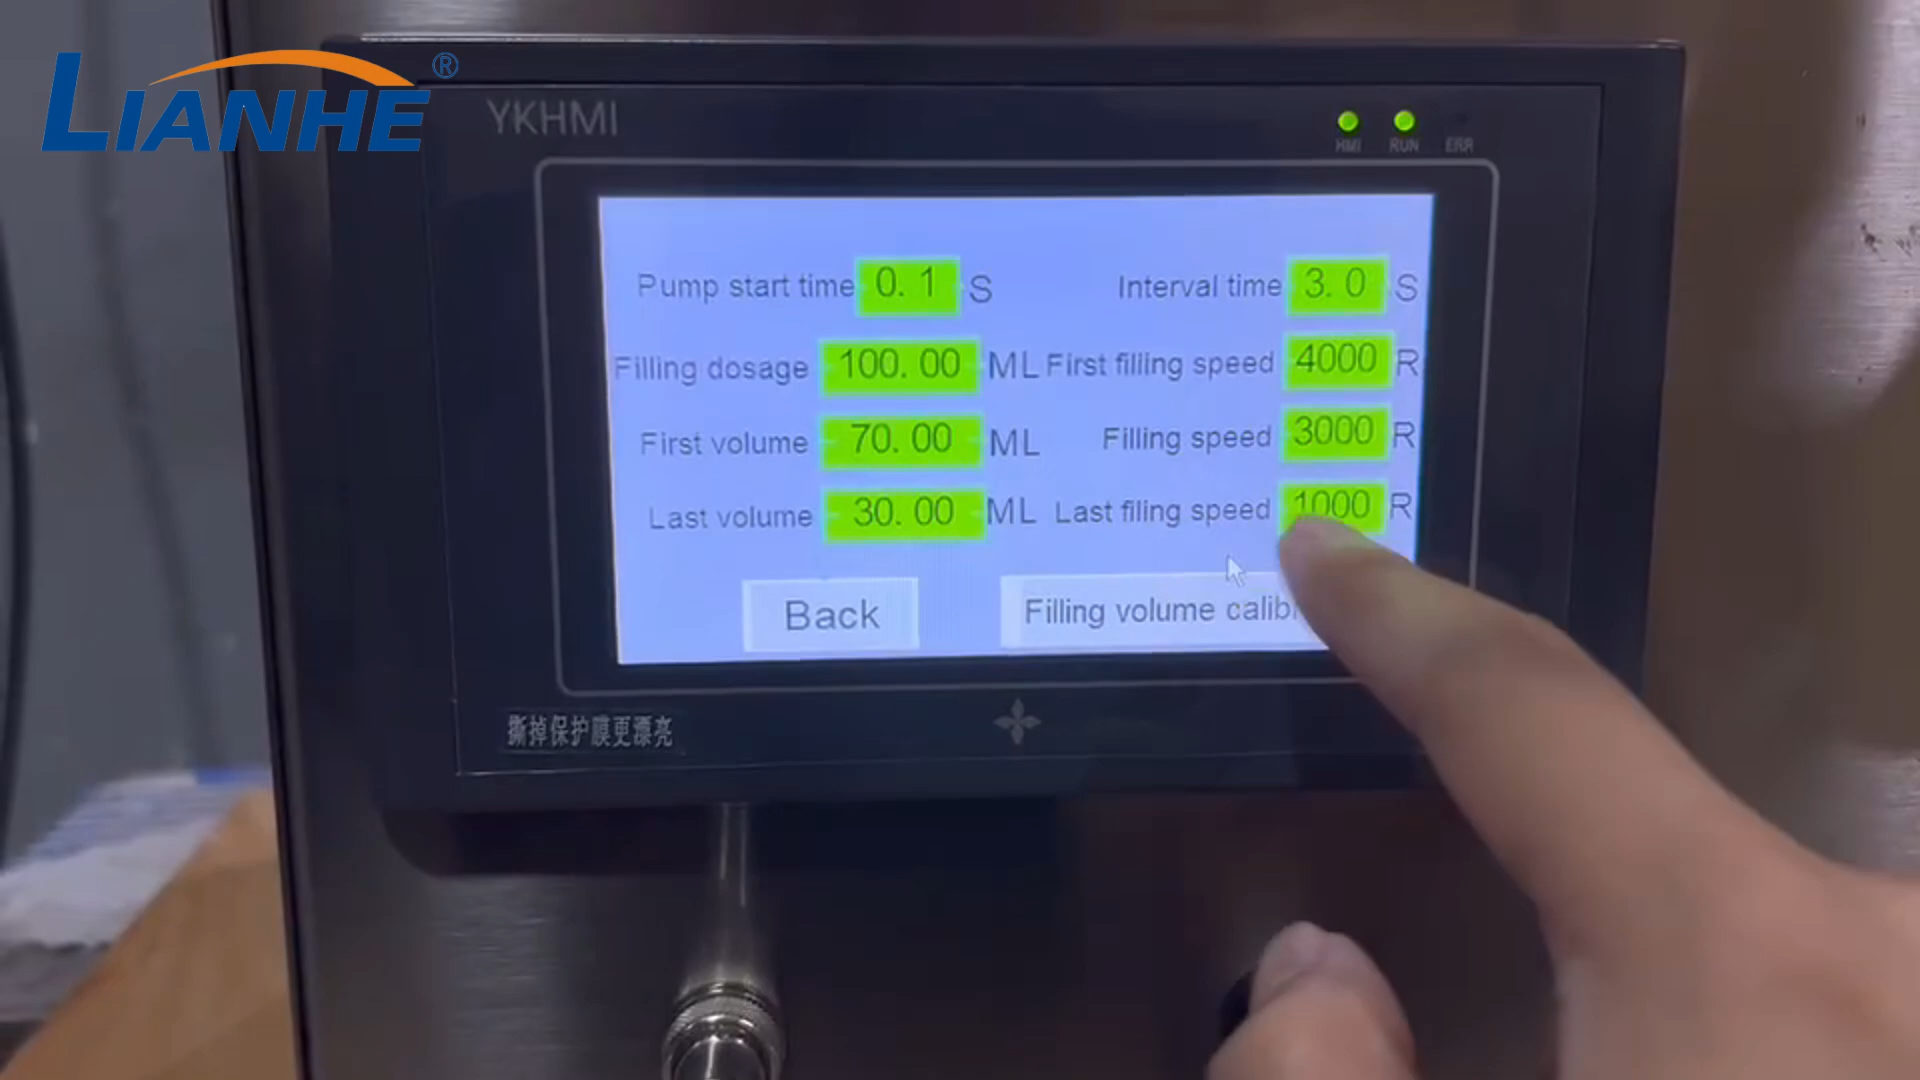 LIANHE ®
YKHMI
HMI RUN ERR
Pump start time 0. 1 S Interval time 3. 0 S
Filling dosage 100. 00 ML First filling speed 4000 R
First volume 70. 00 ML Filling speed 3000 R
Last volume 30. 00 ML Last filing speed 1000 R
Back Filling volume calib
撕掉保护膜更漂亮